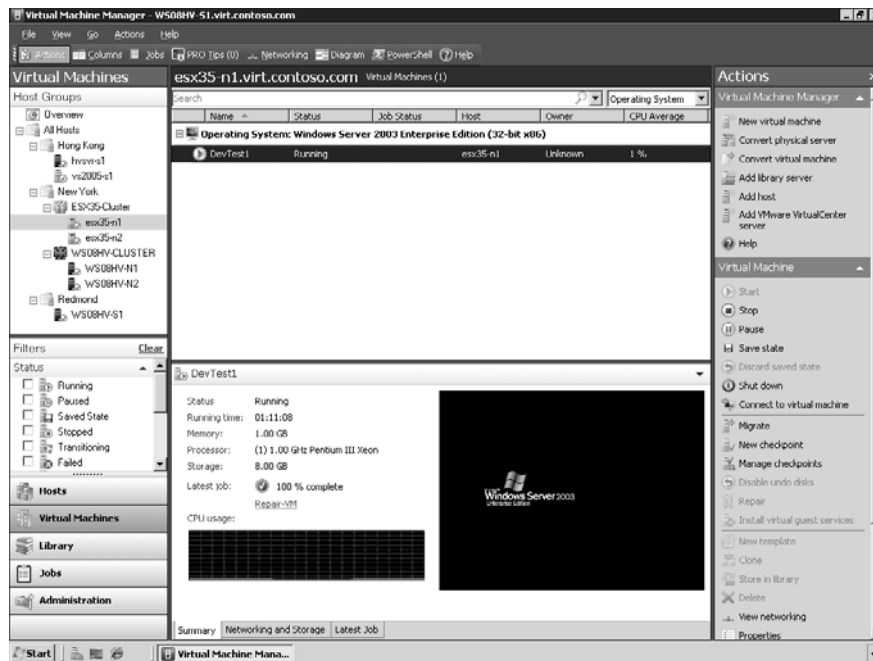 Virtual Machine Manager - WS08HV-S1.virt.contoso.com
File View Go Actions Help
Actions Columns Jobs PRO Tips (0) Networking Diagram PowerShell Help
Virtual Machines
Host Groups
Overview
All Hosts
Hong Kong
hvsvr-s1
vs2005-s1
New York
ESX35-Cluster
esx35-n1
esx35-n2
WS08HV-CLUSTER
WS08HV-N1
WS08HV-N2
Redmond
WS08HV-S1
Filters Clear
Status
Running
Paused
Saved State
Stopped
Transitioning
Failed
Hosts
Virtual Machines
Library
Jobs
Administration
esx35-n1.virt.contoso.com Virtual Machines (1)
Search Operating System
Name Status Job Status Host Owner CPU Average
Operating System: Windows Server 2003 Enterprise Edition (32-bit x86)
DevTest1 Running esx35-n1 Unknown 1 %
DevTest1
Status Running
Running time: 01:11:08
Memory: 1.00 GB
Processor: (1) 1.00 GHz Pentium III Xeon
Storage: 8.00 GB
Latest job: 100 % complete
Repair-VM
CPU usage:
Windows Server 2003
Enterprise Edition
Summary Networking and Storage Latest Job
Actions
Virtual Machine Manager
New virtual machine
Convert physical server
Convert virtual machine
Add library server
Add host
Add VMware VirtualCenter
server
Help
Virtual Machine
Start
Stop
Pause
Save state
Discard saved state
Shut down
Connect to virtual machine
Migrate
New checkpoint
Manage checkpoints
Disable undo disks
Repair
Install virtual guest services
New template
Clone
Store in library
Delete
View networking
Properties
Start Virtual Machine Mana...